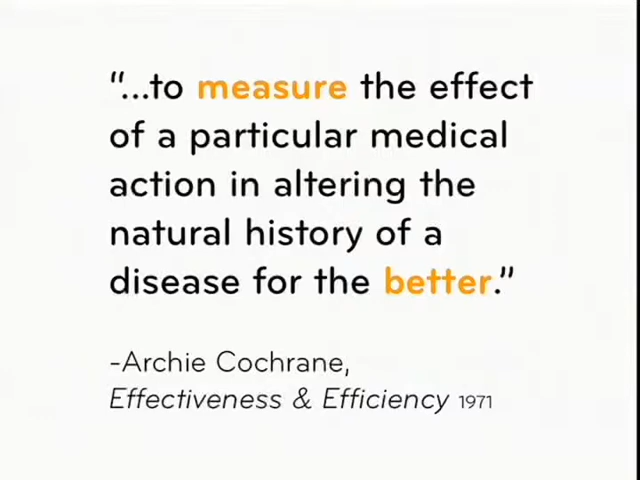 “...to measure the effect
of a particular medical
action in altering the
natural history of a
disease for the better.”
-Archie Cochrane,
Effectiveness & Efficiency 1971